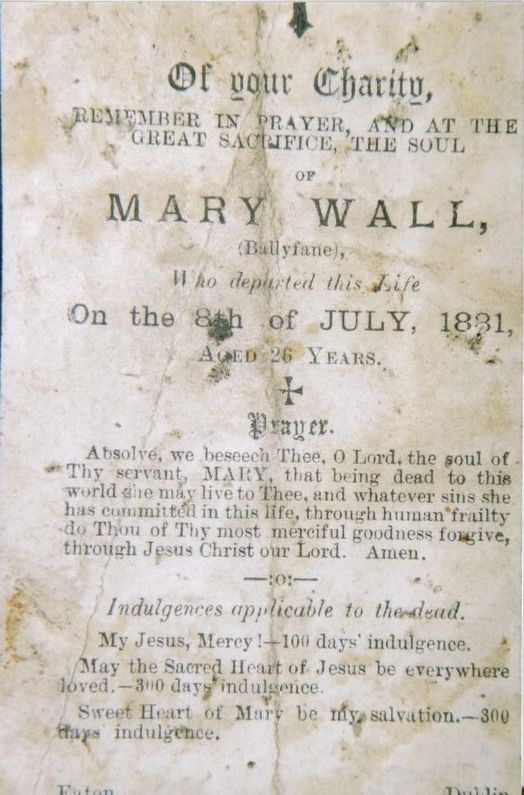 Of your Charity,
REMEMBER IN PRAYER, AND AT THE
GREAT SACRIFICE, THE SOUL
OF
MARY WALL,
(Ballyfane),
Who departed this Life
On the 8th of JULY, 1881,
AGED 26 YEARS.
Prayer.
Absolve, we beseech Thee, O Lord, the soul of
Thy servant, MARY, that being dead to this
world she may live to Thee, and whatever sins she
has committed in this life, through human frailty
do Thou of Thy most merciful goodness forgive,
through Jesus Christ our Lord. Amen.
—:o:—
Indulgences applicable to the dead.
My Jesus, Mercy!—100 days' indulgence.
May the Sacred Heart of Jesus be everywhere
loved.—300 days' indulgence.
Sweet Heart of Mary be my salvation.—300
days indulgence.
Dublin